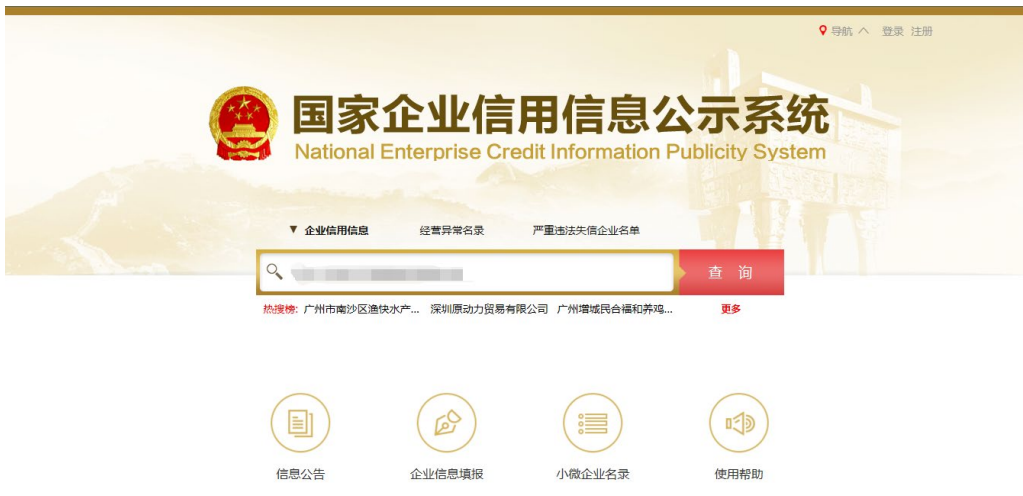 导航 へ 登录 注册
国家企业信用信息公示系统
National Enterprise Credit Information Publicity System
▼ 企业信用信息 经营异常名录 严重违法失信企业名单
查 询
热搜榜: 广州市南沙区渔快水产... 深圳原动力贸易有限公司 广州增城民合福和养鸡... 更多
信息公告 企业信息填报 小微企业名录 使用帮助